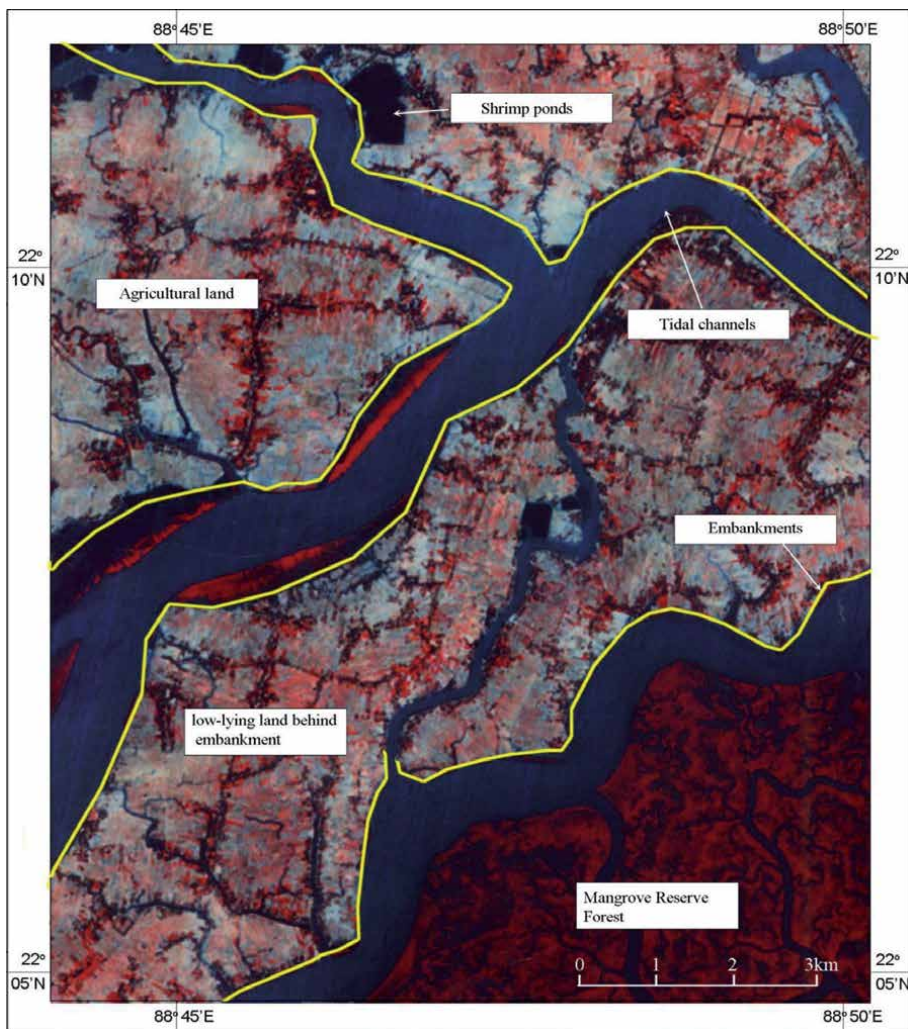 88° 45'E
88° 50'E
Shrimp ponds
22°
10'N
22°
10'N
Agricultural land
Tidal channels
Embankments
low-lying land behind
embankment
Mangrove Reserve
Forest
0 1 2 3km
22°
05'N
22°
05'N
88° 45'E
88° 50'E